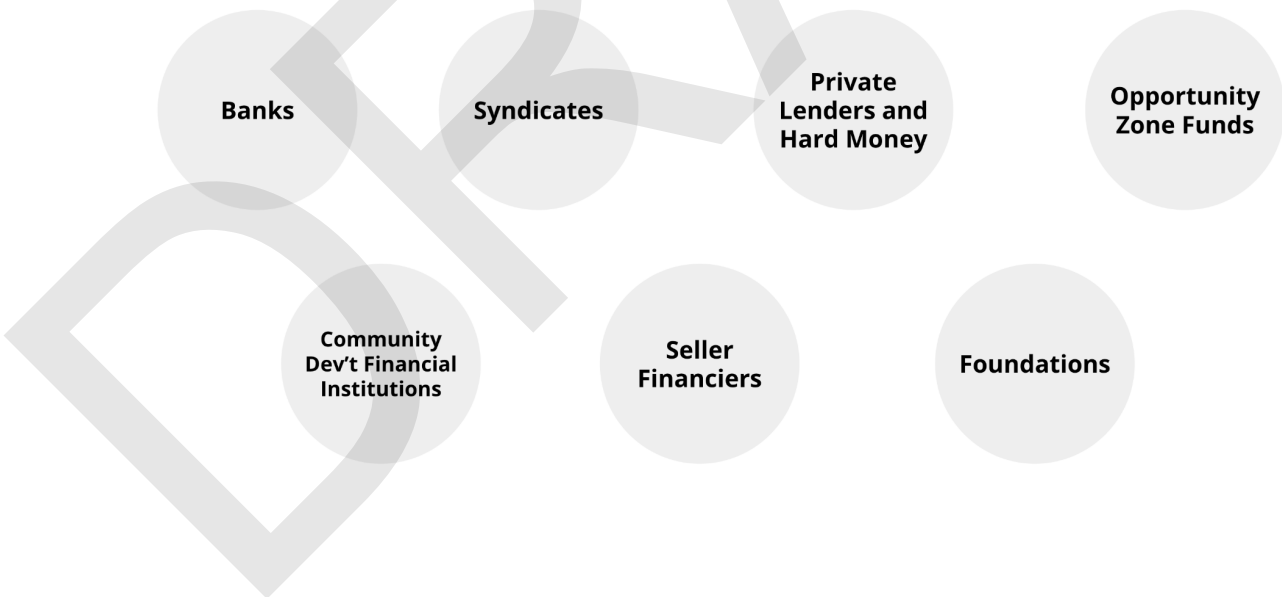 Banks
Syndicates
Private
Lenders and
Hard Money
Opportunity
Zone Funds
Community
Dev’t Financial
Institutions
Seller
Financiers
Foundations